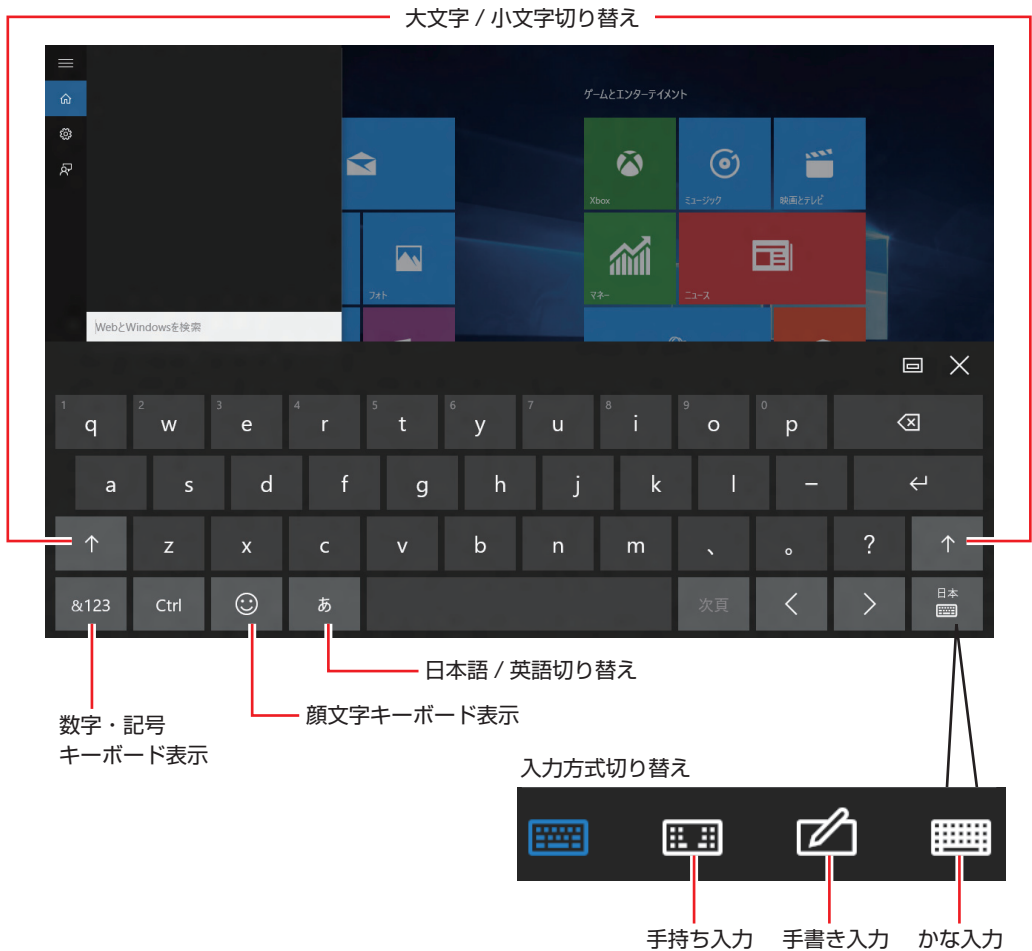 大文字 / 小文字切り替え
ゲームとエンターテイメント
Xbox
ミュージック
映画とテレビ
フォト
マネー
ニュース
WebとWindowsを検索
1 2 3 4 5 6 7 8 9 0
q w e r t y u i o p
a s d f g h j k l -
↑ z x c v b n m 、 。 ? ↑
&123 Ctrl あ 次頁 < > 日本
日本語 / 英語切り替え
顔文字キーボード表示
数字・記号
キーボード表示
入力方式切り替え
手持ち入力 手書き入力 かな入力